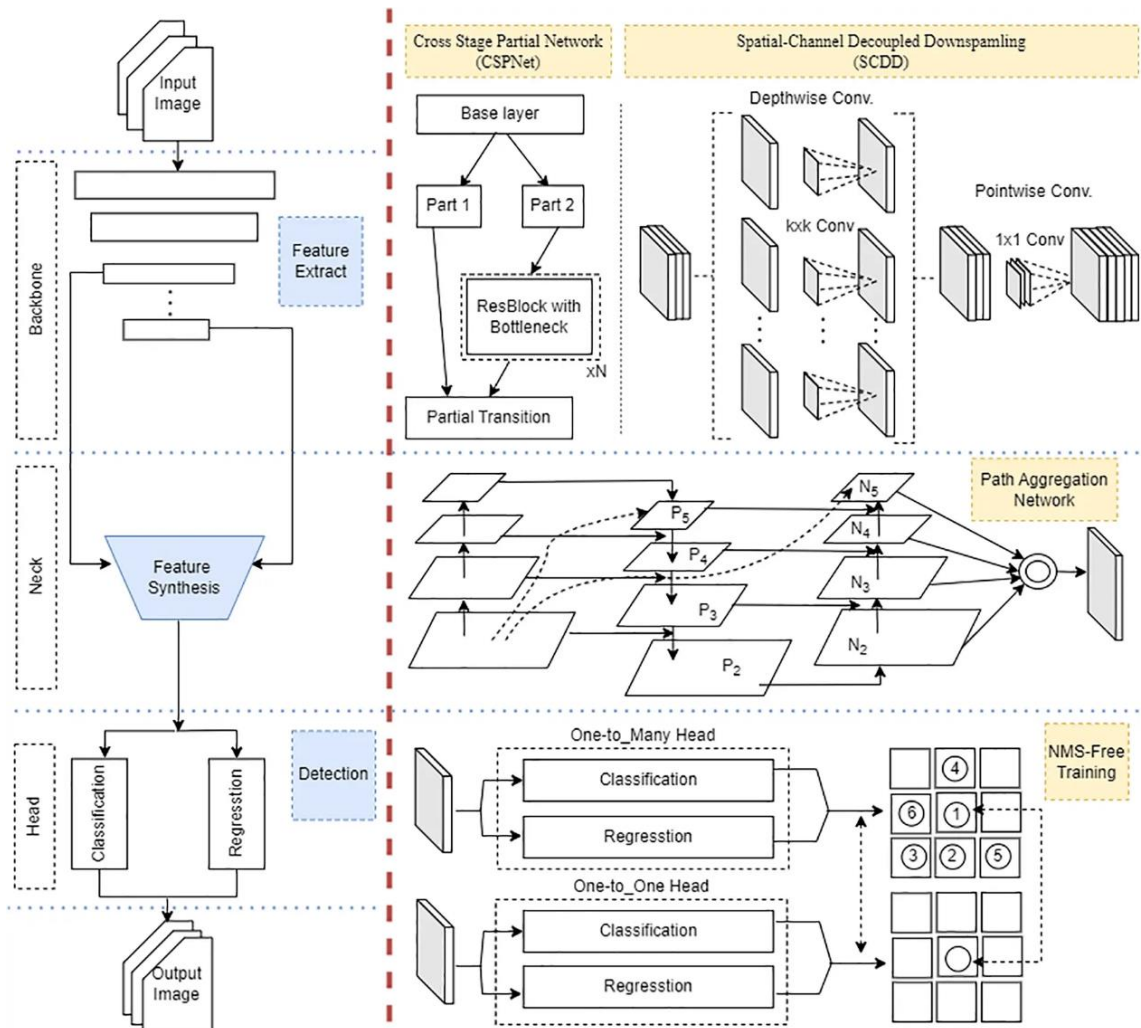 Input
Image
Backbone
Feature
Extract
Neck
Feature
Synthesis
Head
Classification
Regresstion
Detection
Output
Image
Cross Stage Partial Network
(CSPNet)
Base layer
Part 1
Part 2
ResBlock with
Bottleneck
xN
Partial Transition
Spatial-Channel Decoupled Downspamling
(SCDD)
Depthwise Conv.
kxk Conv
Pointwise Conv.
1x1 Conv
Path Aggregation
Network
P5
P4
P3
P2
N5
N4
N3
N2
One-to_Many Head
Classification
Regresstion
One-to_One Head
Classification
Regresstion
NMS-Free
Training
4
6 1
3 2 5